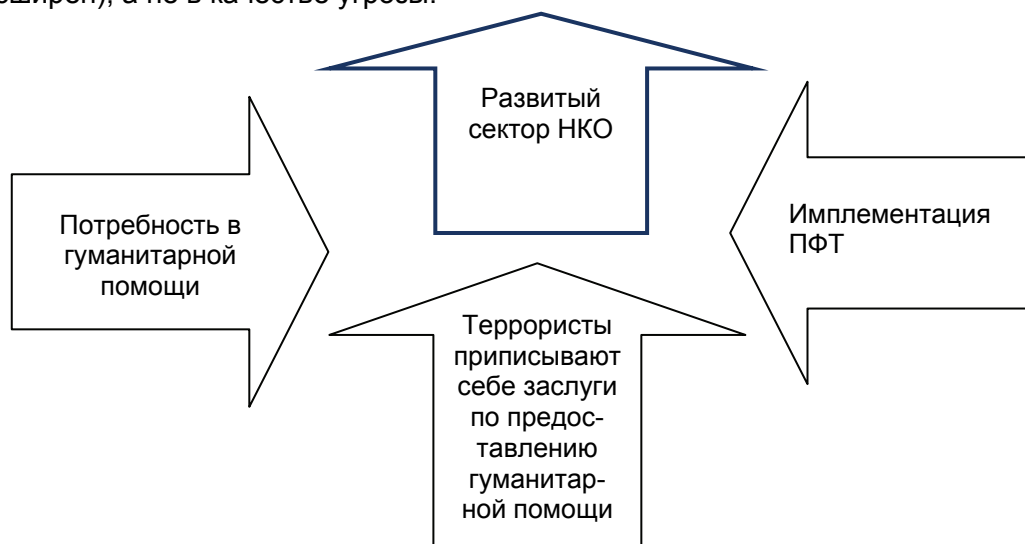 Развитый
сектор НКО
Потребность в
гуманитарной
помощи
Имплементация
ПФТ
Террористы
приписывают
себе заслуги
по предос-
тавлению
гуманитар-
ной помощи